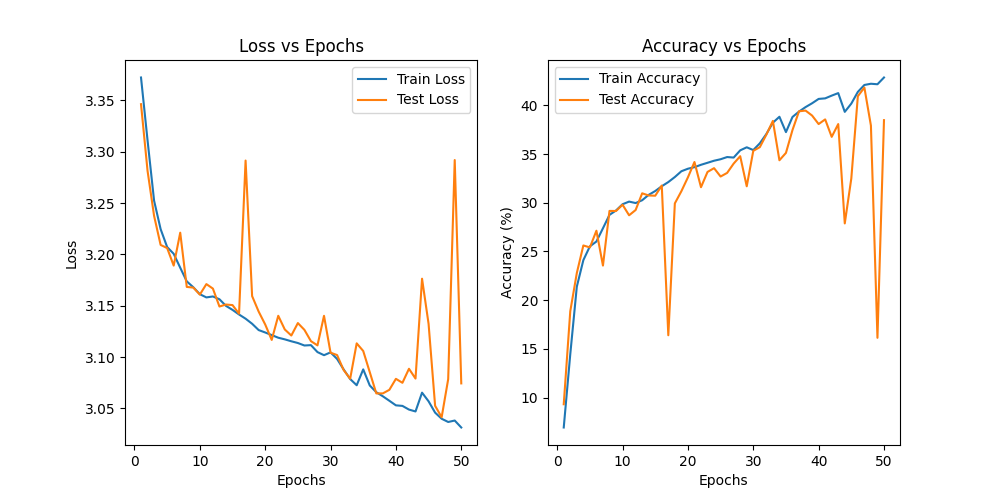 Loss vs Epochs
Train Loss
Test Loss
3.35
3.30
3.25
3.20
3.15
3.10
3.05
Loss
0 10 20 30 40 50
Epochs
Accuracy vs Epochs
Train Accuracy
Test Accuracy
40
35
30
25
20
15
10
Accuracy (%)
0 10 20 30 40 50
Epochs